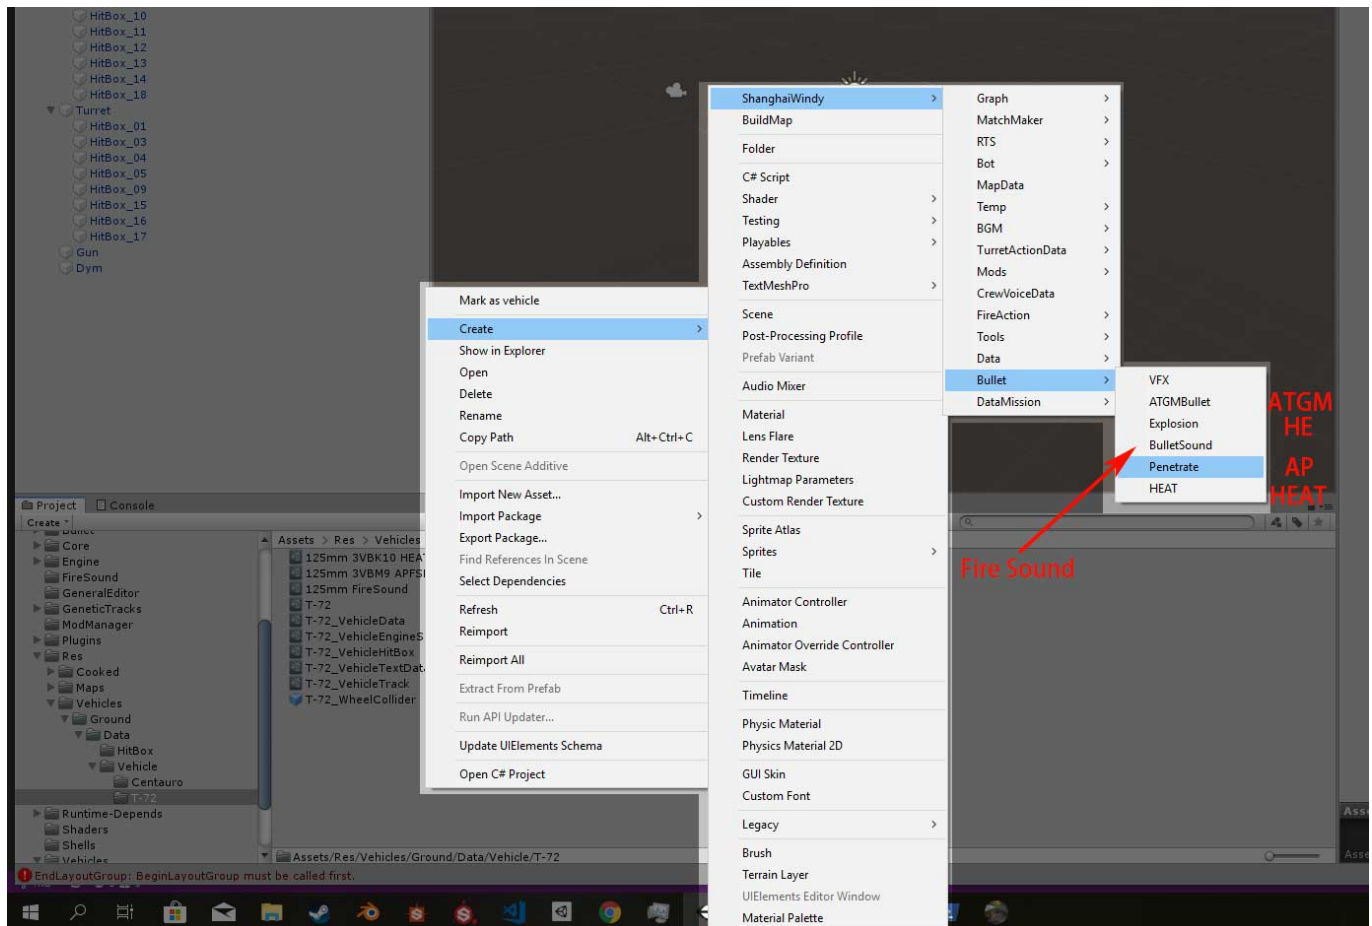 HitBox_10
HitBox_11
HitBox_12
HitBox_13
HitBox_14
HitBox_18
Turret
HitBox_01
HitBox_03
HitBox_04
HitBox_05
HitBox_09
HitBox_15
HitBox_16
HitBox_17
Gun
Dym
Mark as vehicle
Create
Show in Explorer
Open
Delete
Rename
Copy Path Alt+Ctrl+C
Open Scene Additive
Import New Asset...
Import Package
Export Package...
Find References In Scene
Select Dependencies
Refresh Ctrl+R
Reimport
Reimport All
Extract From Prefab
Run API Updater...
Update UIElements Schema
Open C# Project
ShanghaiWindy
BuildMap
Folder
C# Script
Shader
Testing
Playables
Assembly Definition
TextMeshPro
Scene
Post-Processing Profile
Prefab Variant
Audio Mixer
Material
Lens Flare
Render Texture
Lightmap Parameters
Custom Render Texture
Sprite Atlas
Sprites
Tile
Animator Controller
Animation
Animator Override Controller
Avatar Mask
Timeline
Physic Material
Physics Material 2D
GUI Skin
Custom Font
Legacy
Brush
Terrain Layer
UIElements Editor Window
Material Palette
Graph
MatchMaker
RTS
Bot
MapData
Temp
BGM
TurretActionData
Mods
CrewVoiceData
FireAction
Tools
Data
Bullet
DataMission
VFX
ATGMBullet
Explosion
BulletSound
Penetrate
HEAT
ATGM
HE
AP
HEAT
Fire Sound
Project Console
Create
Core
Engine
FireSound
GeneralEditor
GeneticTracks
ModManager
Plugins
Res
Cooked
Maps
Vehicles
Ground
Data
HitBox
Vehicle
Centauro
T-72
Runtime-Depends
Shaders
Shells
Vehicles
Assets > Res > Vehicles
125mm 3VBK10 HEAT
125mm 3VBM9 APFS
125mm FireSound
T-72
T-72_VehicleData
T-72_VehicleEngineS
T-72_VehicleHitBox
T-72_VehicleTextData
T-72_VehicleTrack
T-72_WheelCollider
Assets/Res/Vehicles/Ground/Data/Vehicle/T-72
Asse
Asse
EndLayoutGroup: BeginLayoutGroup must be called first.